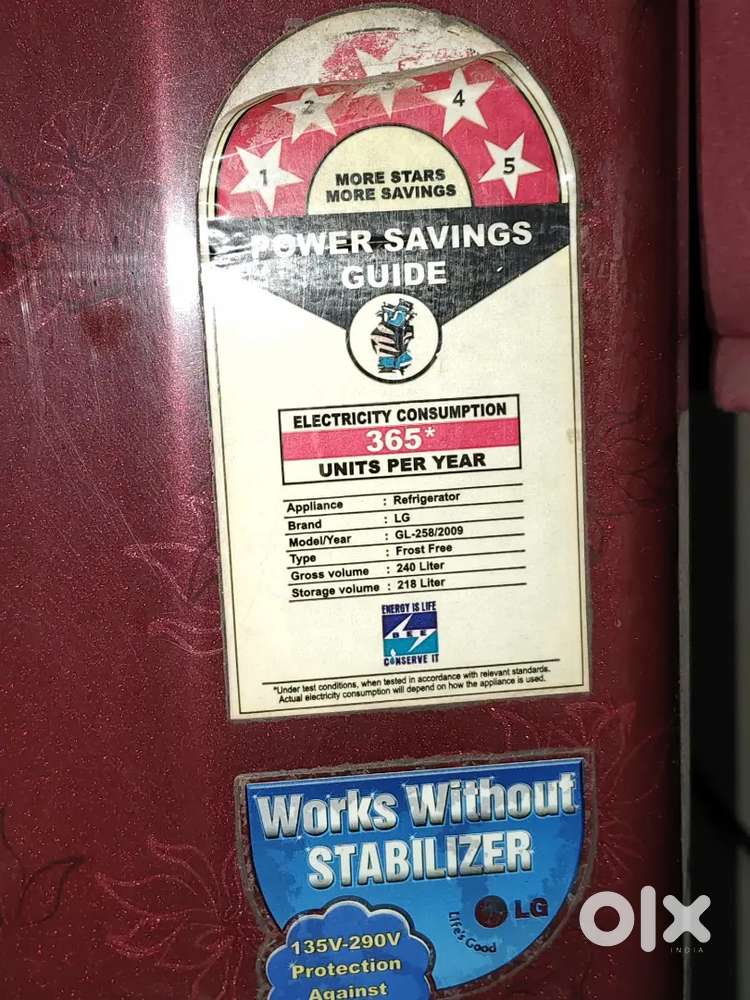 1 2 3 4 5
MORE STARS
MORE SAVINGS
POWER SAVINGS
GUIDE
ELECTRICITY CONSUMPTION
365*
UNITS PER YEAR
Appliance : Refrigerator
Brand : LG
Model/Year : GL-258/2009
Type : Frost Free
Gross volume : 240 Liter
Storage volume : 218 Liter
ENERGY IS LIFE
BEE
CONSERVE IT
*Under test conditions, when tested in accordance with relevant standards.
Actual electricity consumption will depend on how the appliance is used.
Works Without
STABILIZER
LG
Life's Good
135V-290V
Protection
Against
olx
INDIA